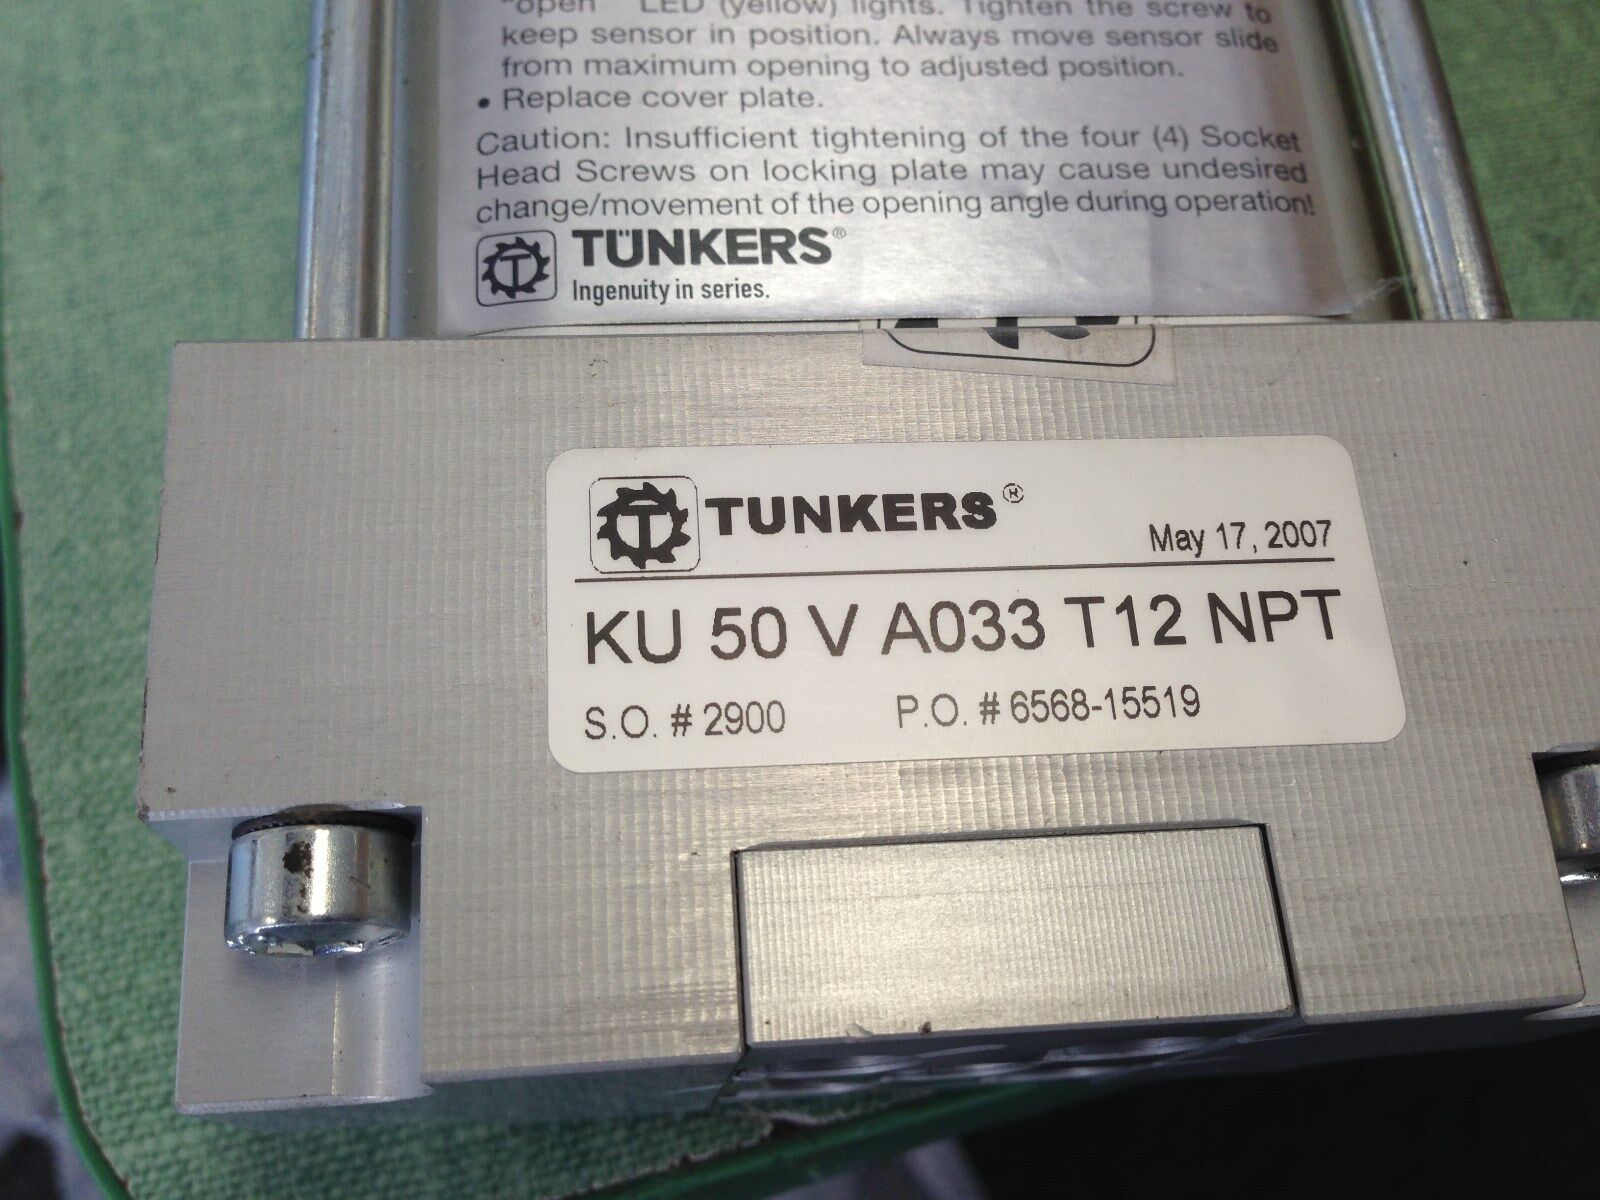 "open" LED (yellow) lights. Tighten the screw to
keep sensor in position. Always move sensor slide
from maximum opening to adjusted position.
• Replace cover plate.
Caution: Insufficient tightening of the four (4) Socket
Head Screws on locking plate may cause undesired
change/movement of the opening angle during operation!
T TÜNKERS®
Ingenuity in series.
T TUNKERS®
May 17, 2007
KU 50 V A033 T12 NPT
S.O. # 2900 P.O. # 6568-15519